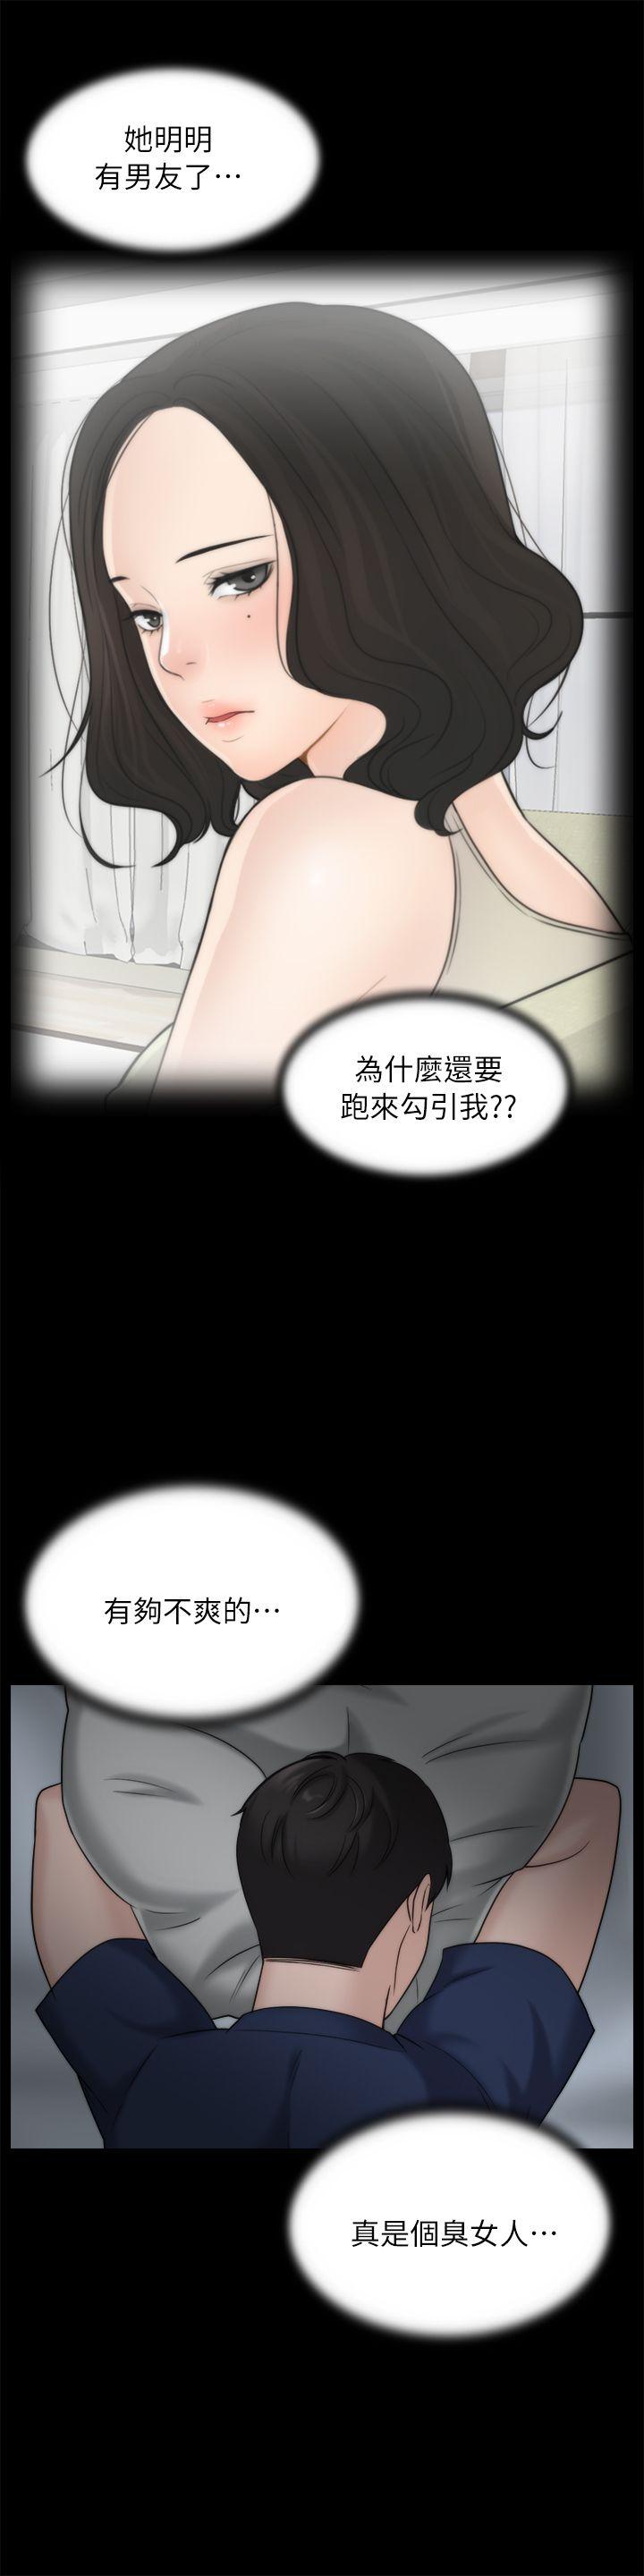 她明明
有男友了…
為什麼還要
跑來勾引我??
有夠不爽的…
真是個臭女人…